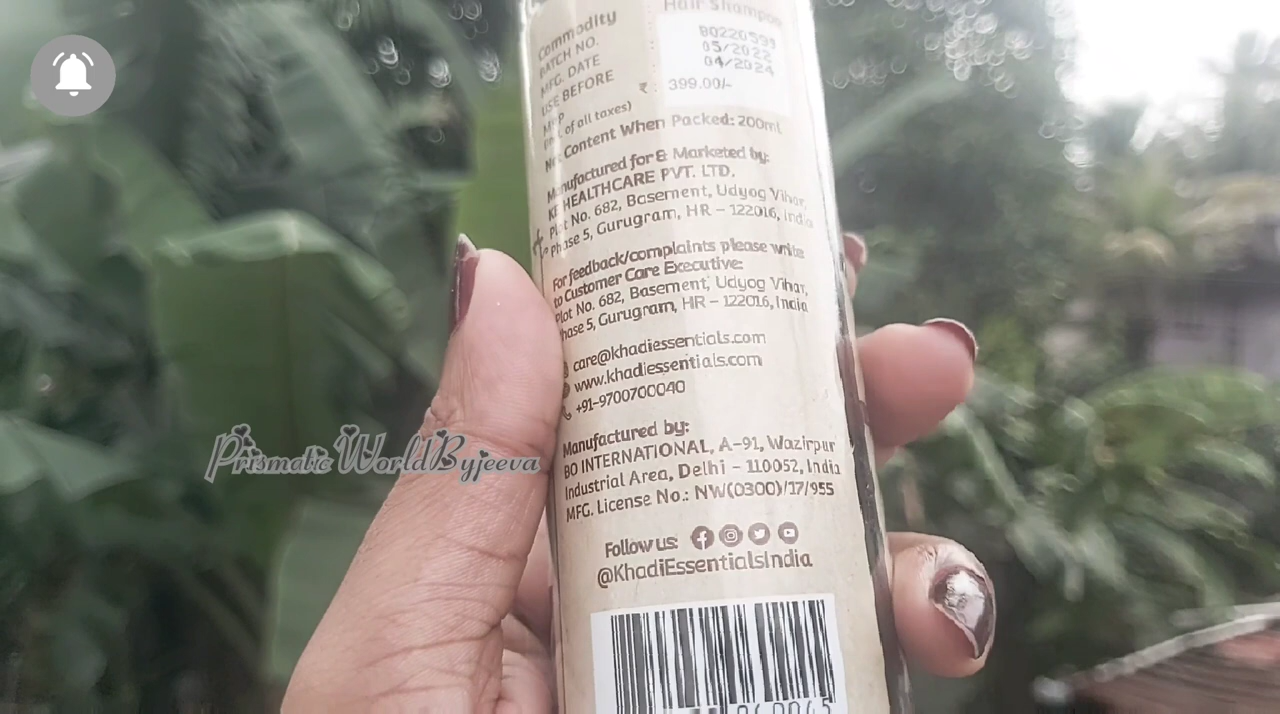 Commodity : Hair Shampoo
BATCH NO. BQ220599
MFG. DATE 05/2022
USE BEFORE 04/2024
MRP ₹ : 399.00/-
of all taxes)
Content When Packed: 200ml
Manufactured for & Marketed by:
HEALTHCARE PVT. LTD.
Plot No. 682, Basement, Udyog Vihar,
Phase 5, Gurugram, HR – 122016, India
For feedback/complaints please write
to Customer Care Executive:
Plot No. 682, Basement, Udyog Vihar,
Phase 5, Gurugram, HR – 122016, India
care@khadiessentials.com
www.khadiessentials.com
+91-9700700040
Prismatic WorldByjeeva
Manufactured by:
BO INTERNATIONAL, A-91, Wazirpur
Industrial Area, Delhi – 110052, India
MFG. License No.: NW(0300)/17/955
Follow us:
@KhadiEssentialsIndia